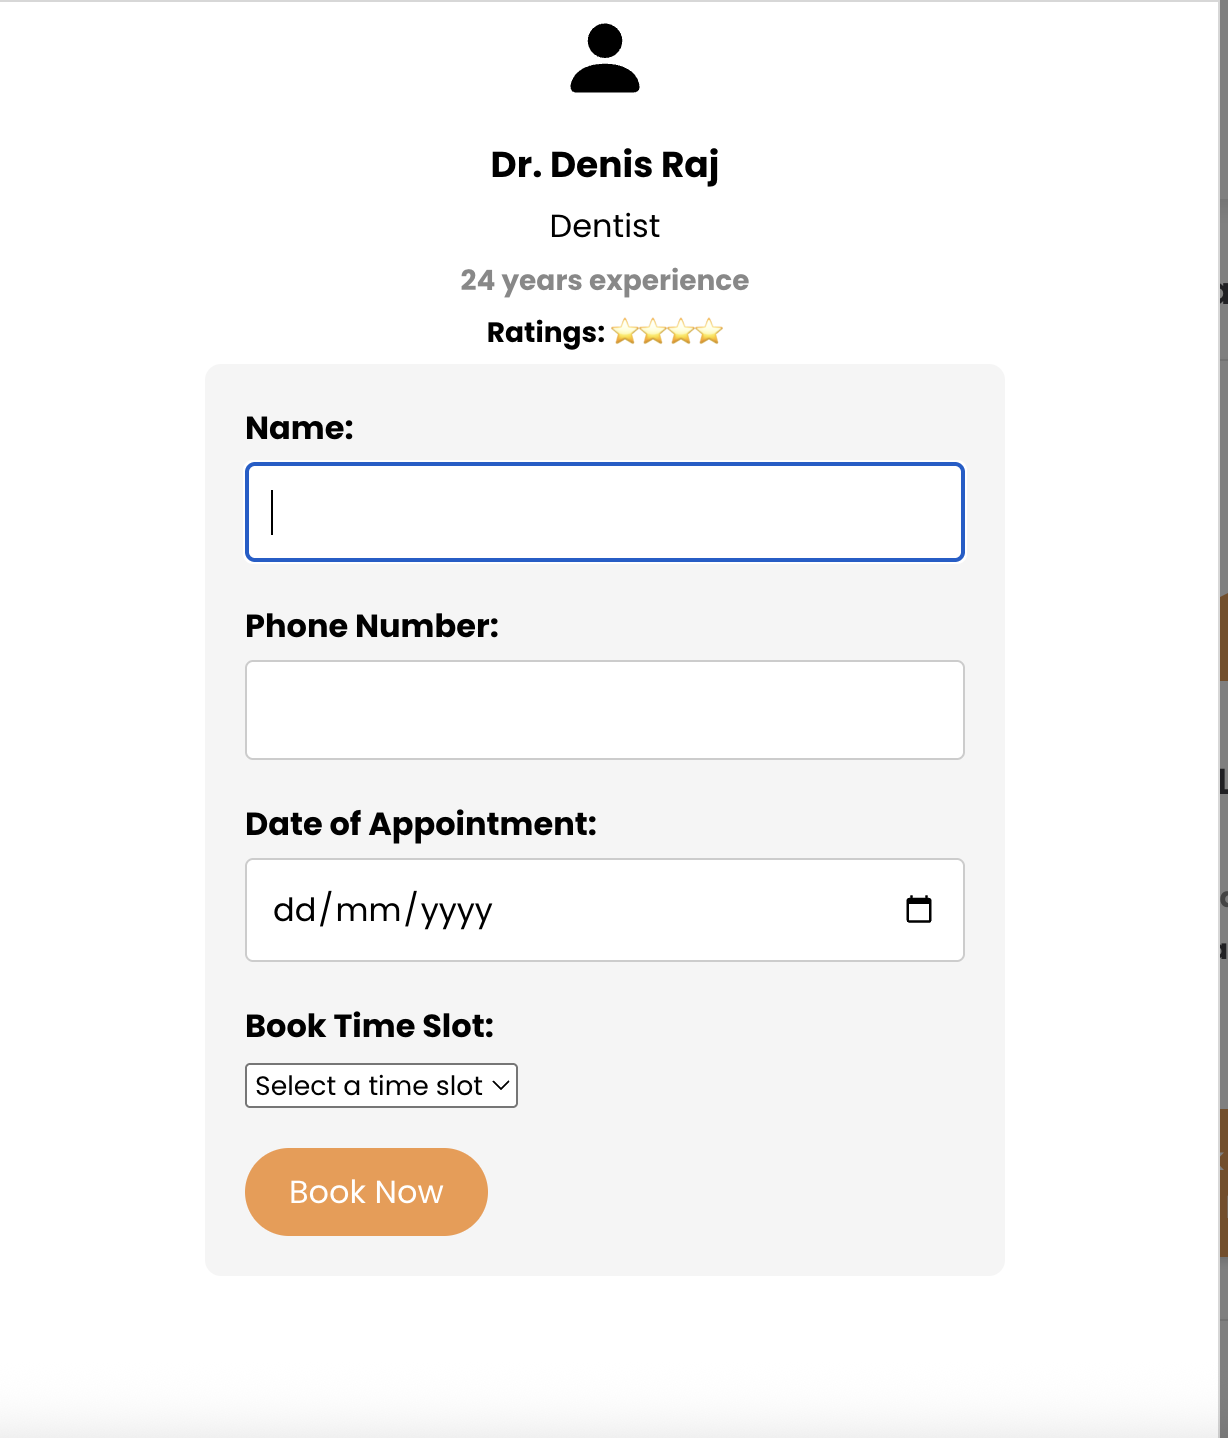 Dr. Denis Raj
Dentist
24 years experience
Ratings: ⭐⭐⭐⭐
Name:
Phone Number:
Date of Appointment:
dd/mm/yyyy
Book Time Slot:
Select a time slot
Book Now